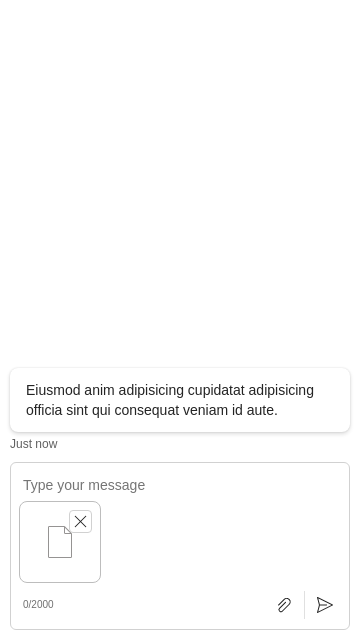 Eiusmod anim adipisicing cupidatat adipisicing
officia sint qui consequat veniam id aute.
Just now
Type your message
0/2000